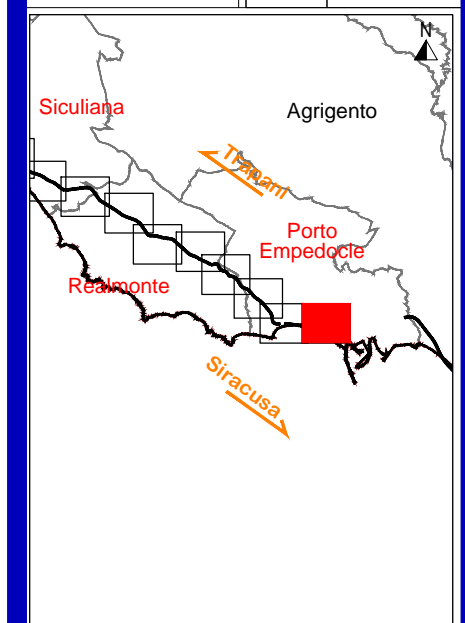 N
Siculiana
Agrigento
Trapani
Porto
Empedocle
Realmonte
Siracusa